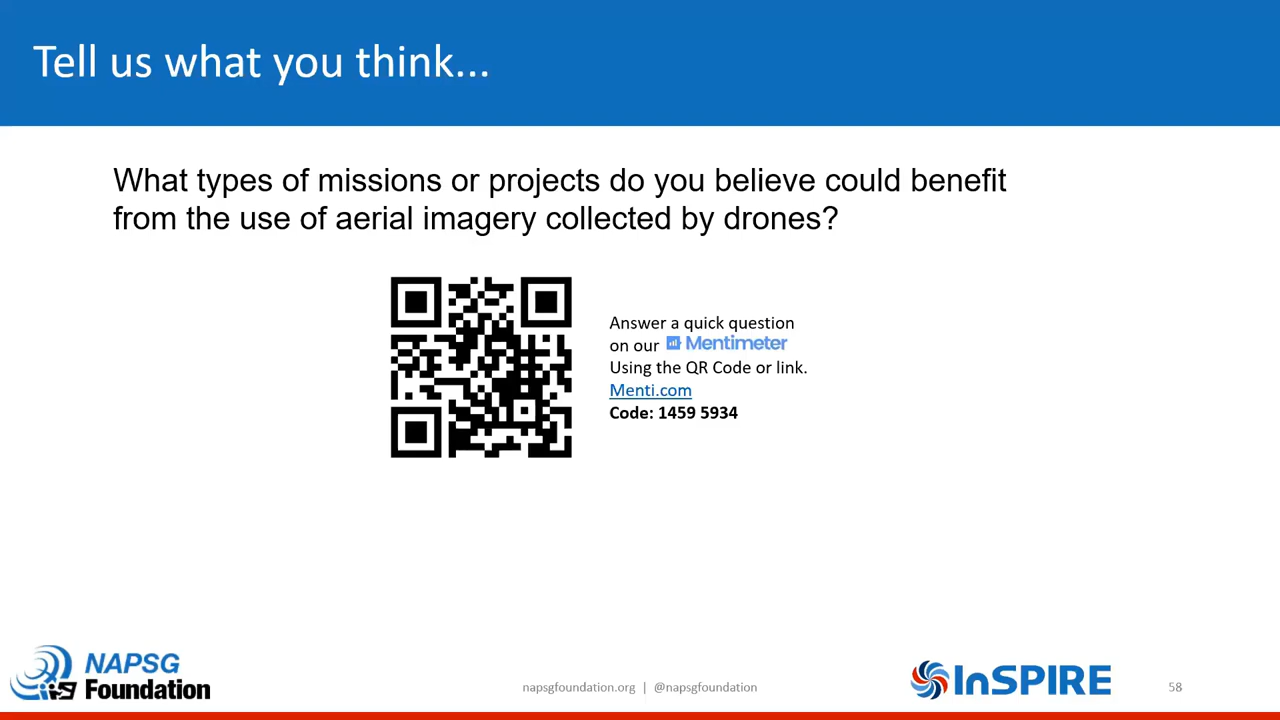 Tell us what you think...
What types of missions or projects do you believe could benefit
from the use of aerial imagery collected by drones?
Answer a quick question
on our Mentimeter
Using the QR Code or link.
Menti.com
Code: 1459 5934
NAPSG
Foundation
napsgfoundation.org | @napsgfoundation
InSPIRE
58